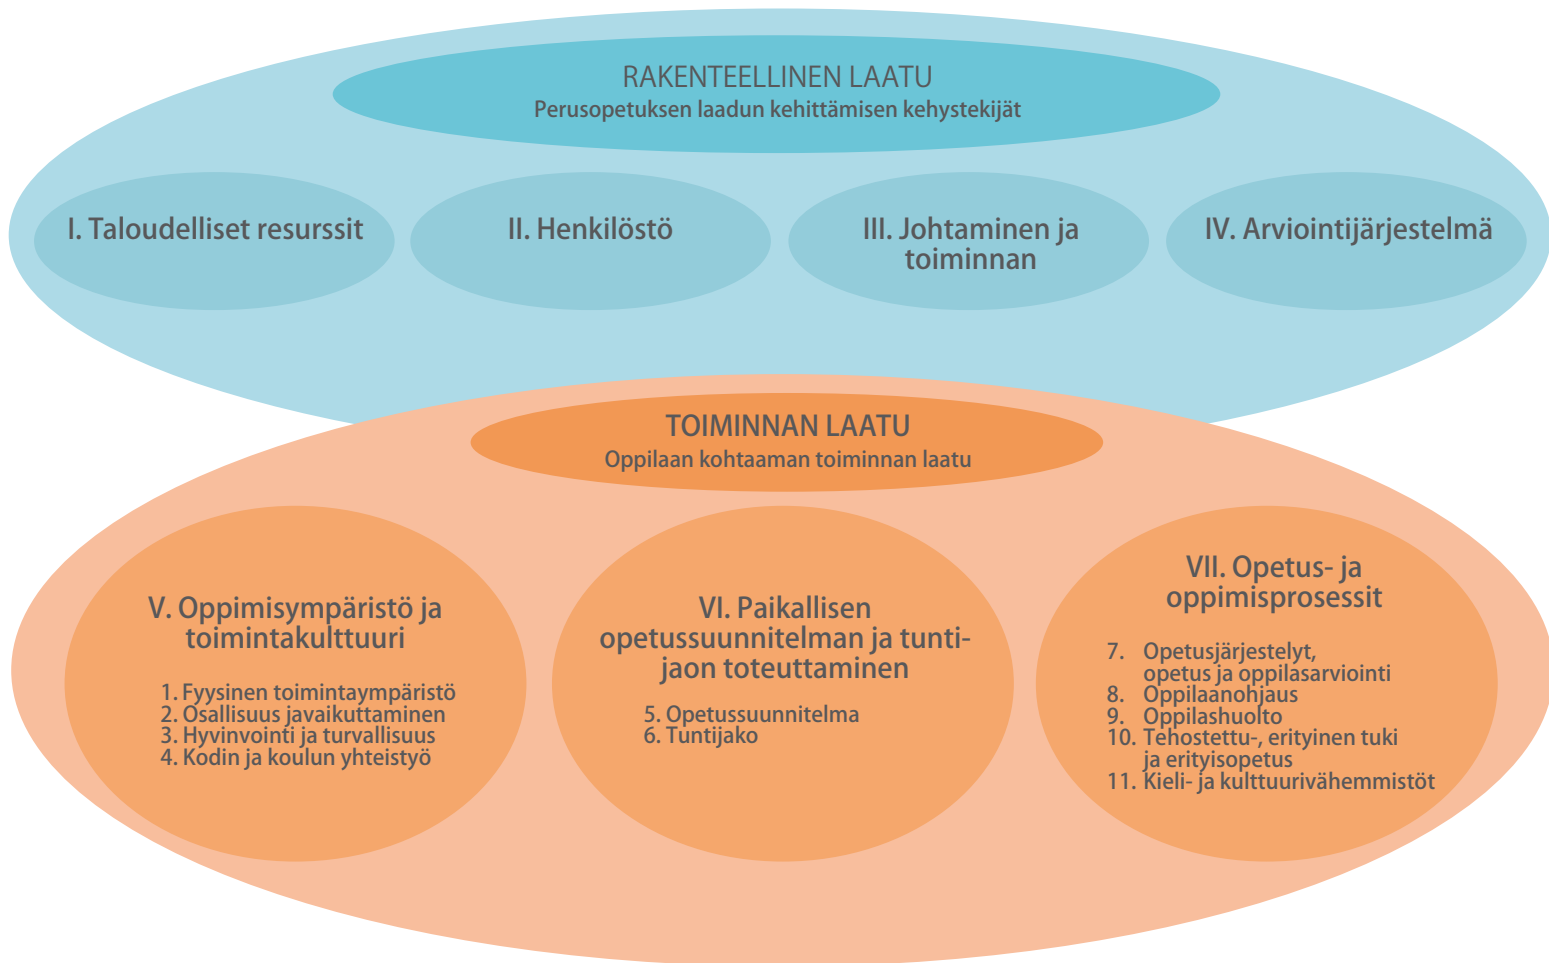 RAKENTEELLINEN LAATU
Perusopetuksen laadun kehittämisen kehystekijät
I. Taloudelliset resurssit
II. Henkilöstö
III. Johtaminen ja
toiminnan
IV. Arviointijärjestelmä
TOIMINNAN LAATU
Oppilaan kohtaaman toiminnan laatu
V. Oppimisympäristö ja
toimintakulttuuri
1. Fyysinen toimintaympäristö
2. Osallisuus javaikuttaminen
3. Hyvinvointi ja turvallisuus
4. Kodin ja koulun yhteistyö
VI. Paikallisen
opetussuunnitelman ja tunti-
jaon toteuttaminen
5. Opetussuunnitelma
6. Tuntijako
VII. Opetus- ja
oppimisprosessit
7. Opetusjärjestelyt,
opetus ja oppilasarviointi
8. Oppilaanohjaus
9. Oppilashuolto
10. Tehostettu-, erityinen tuki
ja erityisopetus
11. Kieli- ja kulttuurivähemmistöt